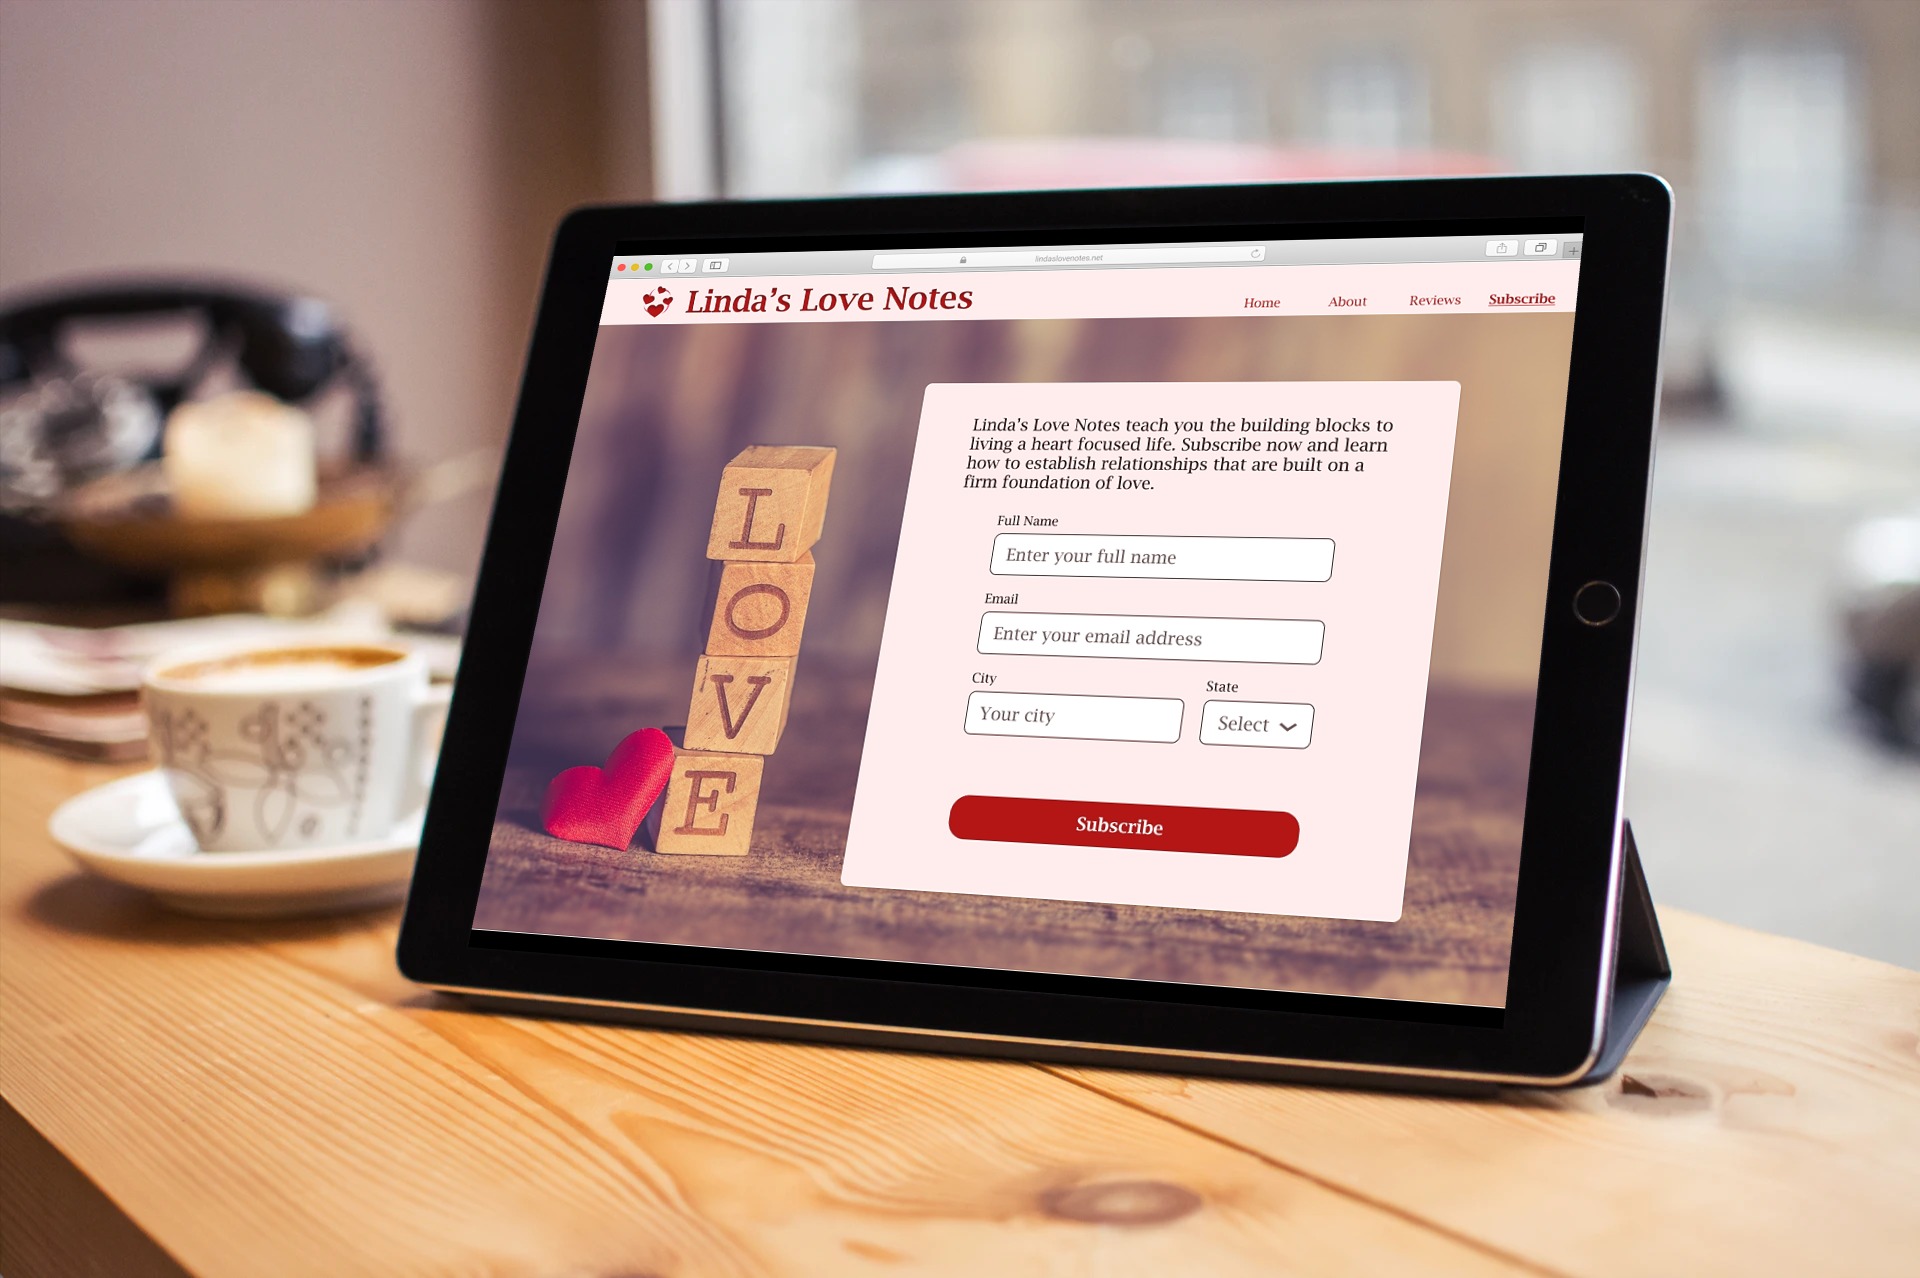 lindaslovenotes.net
Linda's Love Notes
Home About Reviews Subscribe
L
O
V
E
Linda's Love Notes teach you the building blocks to
living a heart focused life. Subscribe now and learn
how to establish relationships that are built on a
firm foundation of love.
Full Name
Enter your full name
Email
Enter your email address
City State
Your city Select
Subscribe